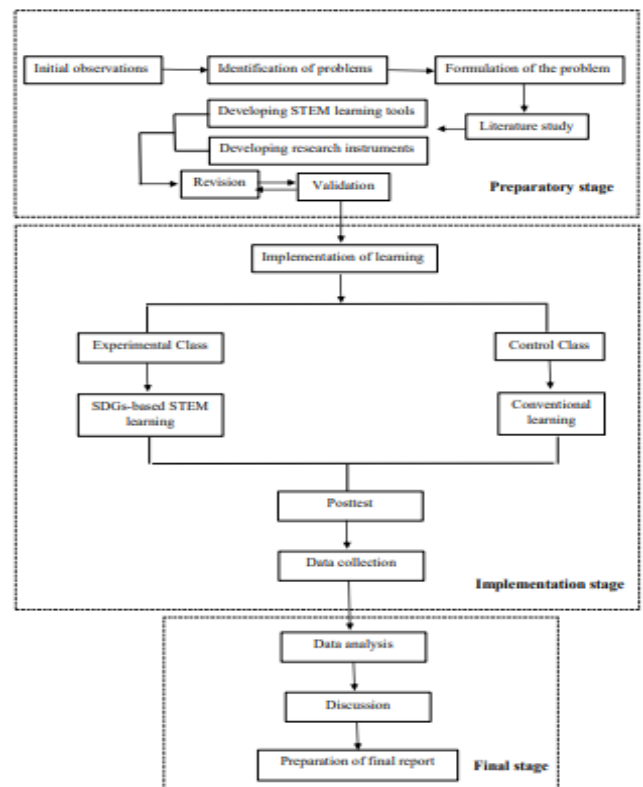 Initial observations
Identification of problems
Formulation of the problem
Developing STEM learning tools
Literature study
Developing research instruments
Revision
Validation
Preparatory stage
Implementation of learning
Experimental Class
Control Class
SDGs-based STEM
learning
Conventional
learning
Posttest
Data collection
Implementation stage
Data analysis
Discussion
Preparation of final report
Final stage